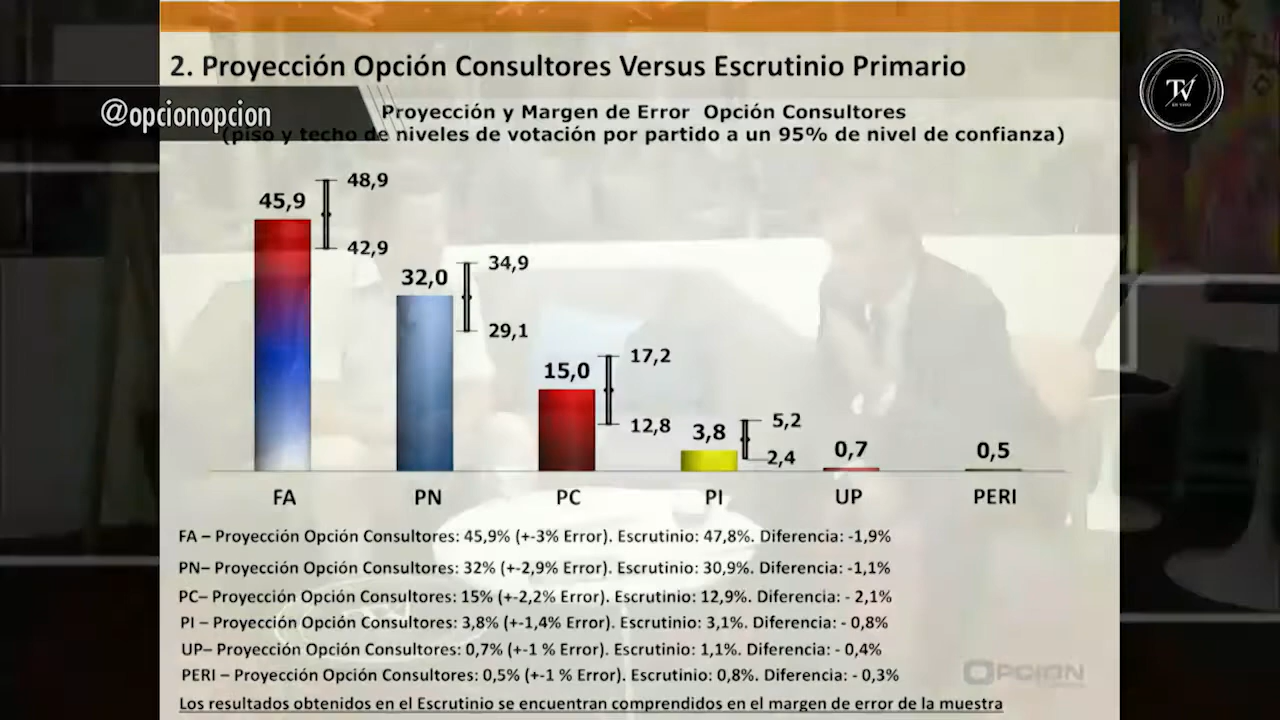 2. Proyección Opción Consultores Versus Escrutinio Primario
TV
EN VIVO
@opcionopcion
Proyección y Margen de Error Opción Consultores
(piso y techo de niveles de votación por partido a un 95% de nivel de confianza)
45,9
48,9
42,9
32,0
34,9
29,1
15,0
17,2
12,8
3,8
5,2
2,4
0,7
0,5
FA PN PC PI UP PERI
FA – Proyección Opción Consultores: 45,9% (+-3% Error). Escrutinio: 47,8%. Diferencia: -1,9%
PN– Proyección Opción Consultores: 32% (+-2,9% Error). Escrutinio: 30,9%. Diferencia: -1,1%
PC– Proyección Opción Consultores: 15% (+-2,2% Error). Escrutinio: 12,9%. Diferencia: - 2,1%
PI – Proyección Opción Consultores: 3,8% (+-1,4% Error). Escrutinio: 3,1%. Diferencia: - 0,8%
UP– Proyección Opción Consultores: 0,7% (+-1 % Error). Escrutinio: 1,1%. Diferencia: - 0,4%
PERI – Proyección Opción Consultores: 0,5% (+-1 % Error). Escrutinio: 0,8%. Diferencia: - 0,3%
OPCION
Los resultados obtenidos en el Escrutinio se encuentran comprendidos en el margen de error de la muestra